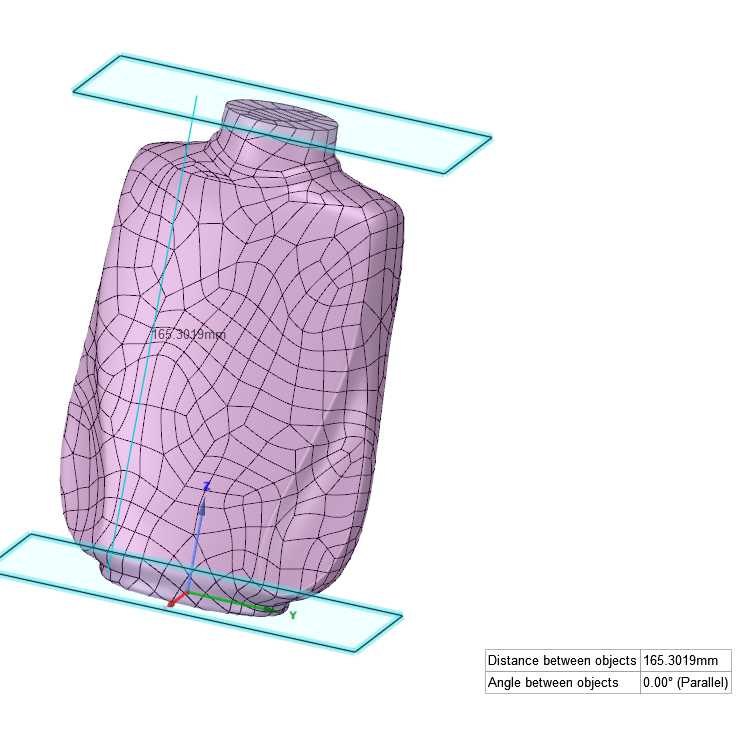 165.3019mm
Z
Y
Distance between objects 165.3019mm
Angle between objects 0.00° (Parallel)